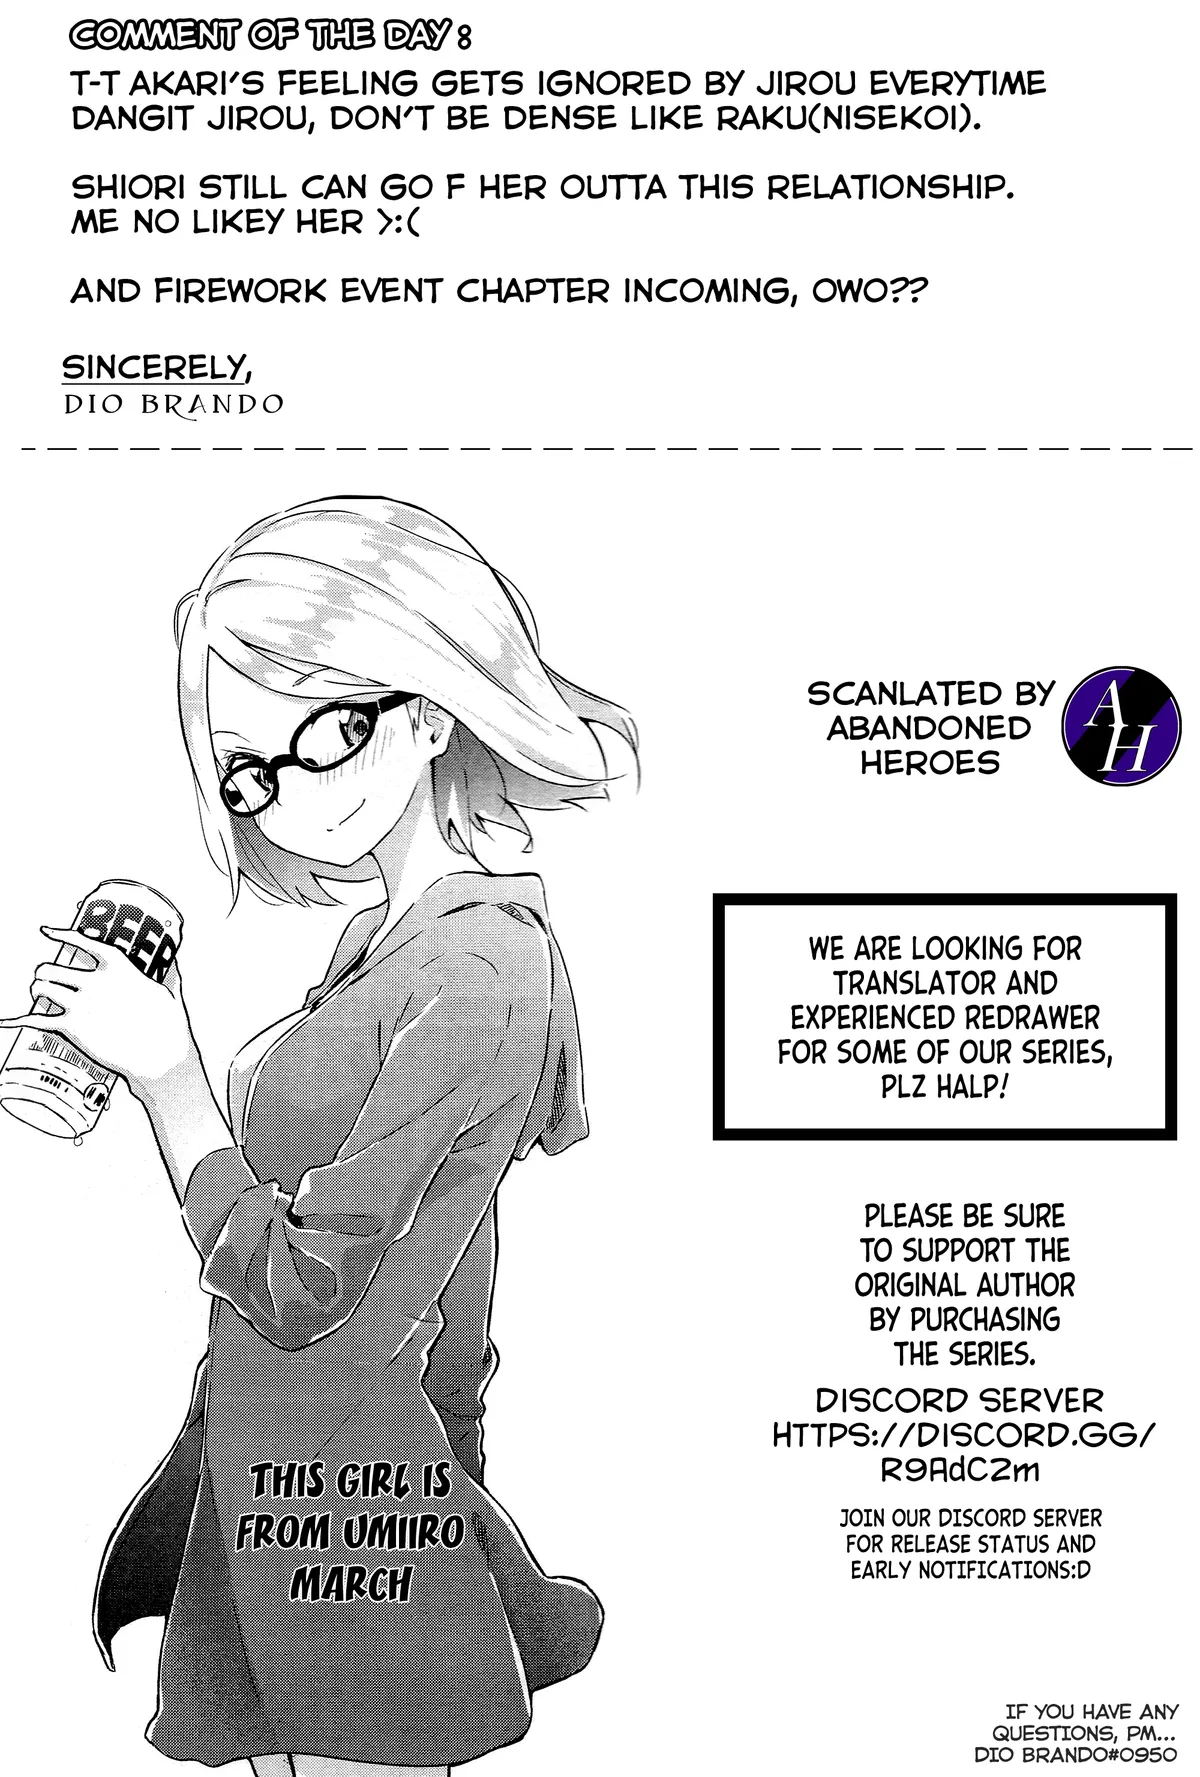 COMMENT OF THE DAY :
T-T AKARI'S FEELING GETS IGNORED BY JIROU EVERYTIME
DANGIT JIROU, DON'T BE DENSE LIKE RAKU(NISEKOI).
SHIORI STILL CAN GO F HER OUTTA THIS RELATIONSHIP.
ME NO LIKEY HER >:(
AND FIREWORK EVENT CHAPTER INCOMING, OWO??
SINCERELY,
DIO BRANDO
SCANLATED BY
ABANDONED
HEROES
AH
BEER
WE ARE LOOKING FOR
TRANSLATOR AND
EXPERIENCED REDRAWER
FOR SOME OF OUR SERIES,
PLZ HALP!
PLEASE BE SURE
TO SUPPORT THE
ORIGINAL AUTHOR
BY PURCHASING
THE SERIES.
DISCORD SERVER
HTTPS://DISCORD.GG/
R9AdC2m
JOIN OUR DISCORD SERVER
FOR RELEASE STATUS AND
EARLY NOTIFICATIONS:D
THIS GIRL IS
FROM UMIIRO
MARCH
IF YOU HAVE ANY
QUESTIONS, PM...
DIO BRANDO#0950